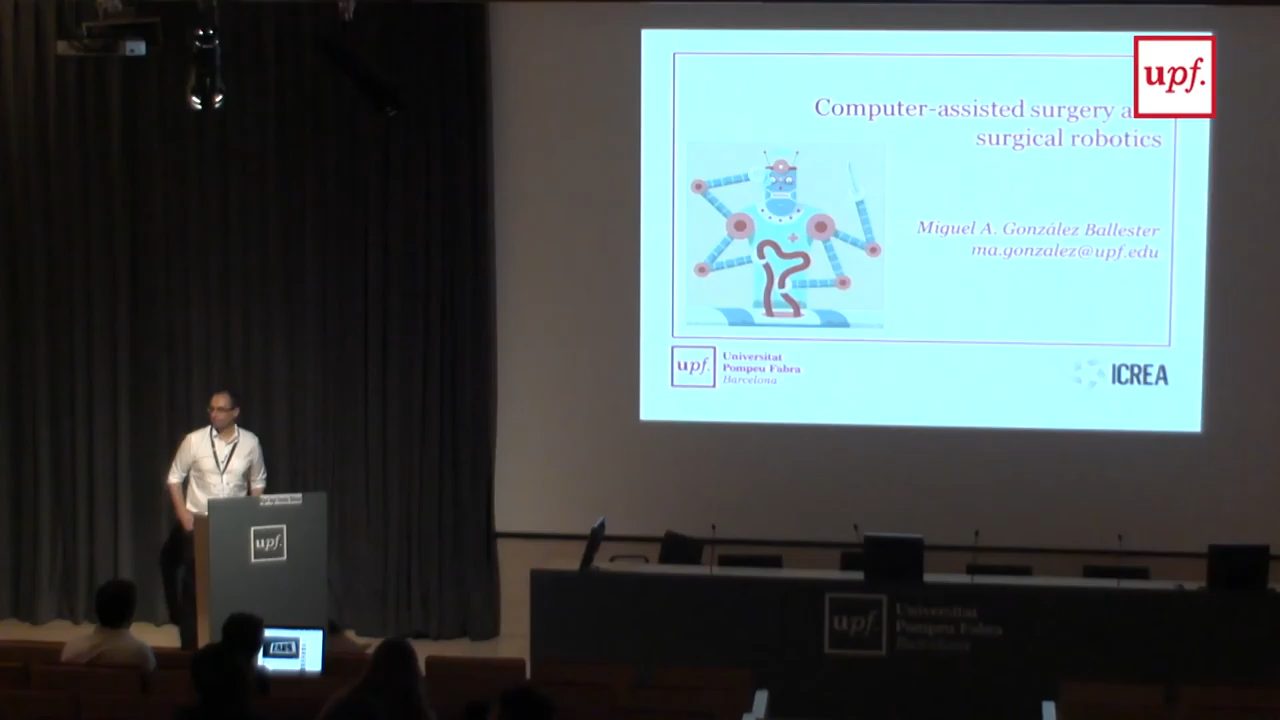 upf.
Computer-assisted surgery a
surgical robotics
Miguel A. González Ballester
ma.gonzalez@upf.edu
upf. Universitat
Pompeu Fabra
Barcelona
ICREA
upf.
upf. Universitat
Pompeu Fabra
Barcelona